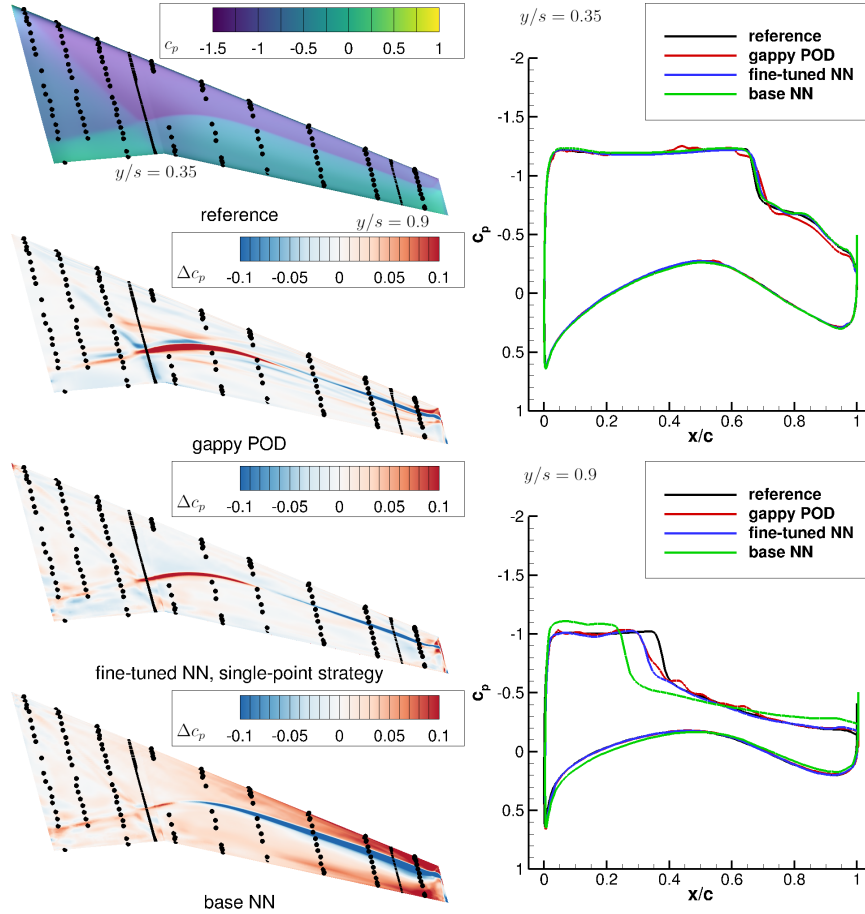 c_p
-1.5 -1 -0.5 0 0.5 1
y/s = 0.35
reference
y/s = 0.9
Δc_p
-0.1 -0.05 0 0.05 0.1
gappy POD
Δc_p
-0.1 -0.05 0 0.05 0.1
fine-tuned NN, single-point strategy
Δc_p
-0.1 -0.05 0 0.05 0.1
base NN
y/s = 0.35
reference
gappy POD
fine-tuned NN
base NN
-2
-1.5
-1
-0.5
0
0.5
1
c_p
0 0.2 0.4 0.6 0.8 1
x/c
y/s = 0.9
reference
gappy POD
fine-tuned NN
base NN
-2
-1.5
-1
-0.5
0
0.5
1
c_p
0 0.2 0.4 0.6 0.8 1
x/c